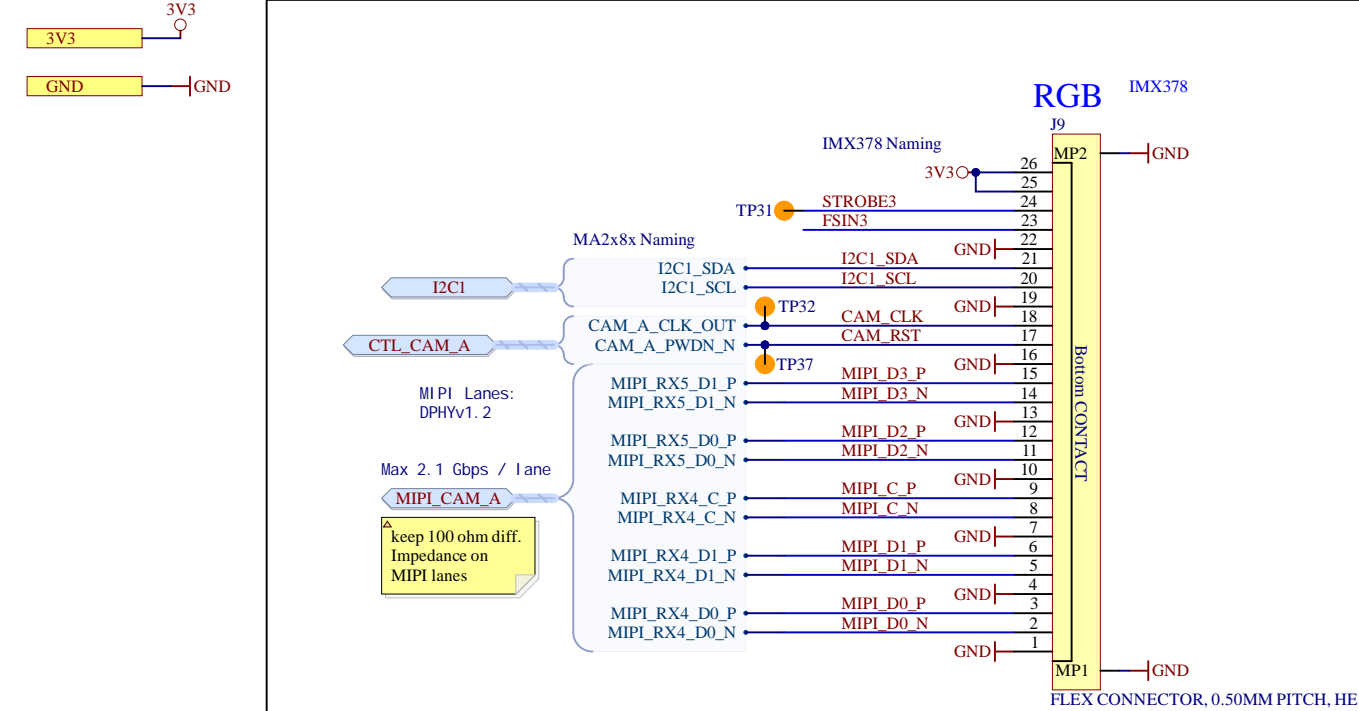 3V3
3V3
GND
GND
RGB
IMX378
J9
IMX378 Naming
MP2
GND
3V3
26
25
TP31
STROBE3
24
FSIN3
23
MA2x8x Naming
GND
22
I2C1
I2C1_SDA
I2C1_SDA
21
I2C1_SCL
I2C1_SCL
20
TP32
GND
19
CTL_CAM_A
CAM_A_CLK_OUT
CAM_CLK
18
CAM_A_PWDN_N
CAM_RST
17
TP37
GND
16
Bottom CONTACT
MIPI Lanes:
DPHYv1.2
MIPI_RX5_D1_P
MIPI_D3_P
15
MIPI_RX5_D1_N
MIPI_D3_N
14
GND
13
MIPI_RX5_D0_P
MIPI_D2_P
12
MIPI_RX5_D0_N
MIPI_D2_N
11
Max 2.1 Gbps / lane
GND
10
MIPI_CAM_A
MIPI_RX4_C_P
MIPI_C_P
9
MIPI_RX4_C_N
MIPI_C_N
8
keep 100 ohm diff.
Impedance on
MIPI lanes
GND
7
MIPI_RX4_D1_P
MIPI_D1_P
6
MIPI_RX4_D1_N
MIPI_D1_N
5
GND
4
MIPI_RX4_D0_P
MIPI_D0_P
3
MIPI_RX4_D0_N
MIPI_D0_N
2
GND
1
MP1
GND
FLEX CONNECTOR, 0.50MM PITCH, HE